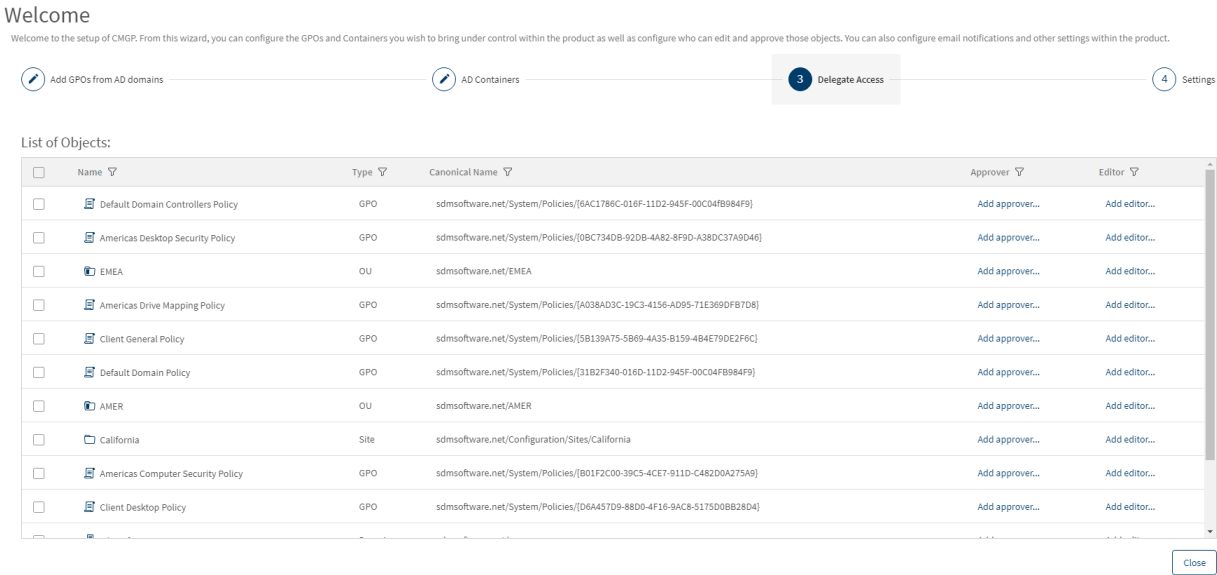 Welcome
Welcome to the setup of CMGP. From this wizard, you can configure the GPOs and Containers you wish to bring under control within the product as well as configure who can edit and approve those objects. You can also configure email notifications and other settings within the product.
Add GPOs from AD domains AD Containers 3 Delegate Access 4 Settings
List of Objects:
Name Type Canonical Name Approver Editor
Default Domain Controllers Policy GPO sdmsoftware.net/System/Policies/{6AC1786C-016F-11D2-945F-00C04fB984F9} Add approver... Add editor...
Americas Desktop Security Policy GPO sdmsoftware.net/System/Policies/{0BC734DB-92DB-4A82-8F9D-A38DC37A9D46} Add approver... Add editor...
EMEA OU sdmsoftware.net/EMEA Add approver... Add editor...
Americas Drive Mapping Policy GPO sdmsoftware.net/System/Policies/{A038AD3C-19C3-4156-AD95-71E369DFB7D8} Add approver... Add editor...
Client General Policy GPO sdmsoftware.net/System/Policies/{5B139A75-5B69-4A35-B159-4B4E79DE2F6C} Add approver... Add editor...
Default Domain Policy GPO sdmsoftware.net/System/Policies/{31B2F340-016D-11D2-945F-00C04FB984F9} Add approver... Add editor...
AMER OU sdmsoftware.net/AMER Add approver... Add editor...
California Site sdmsoftware.net/Configuration/Sites/California Add approver... Add editor...
Americas Computer Security Policy GPO sdmsoftware.net/System/Policies/{B01F2C00-39C5-4CE7-911D-C482D0A275A9} Add approver... Add editor...
Client Desktop Policy GPO sdmsoftware.net/System/Policies/{D6A457D9-88D0-4F16-9AC8-5175D0BB28D4} Add approver... Add editor...
Close